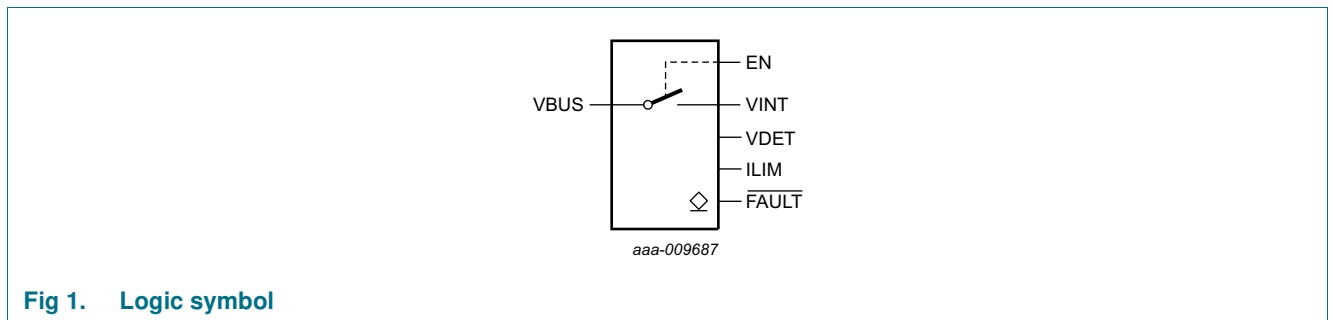 EN
VBUS
VINT
VDET
ILIM
FAULT
aaa-009687
Fig 1. Logic symbol